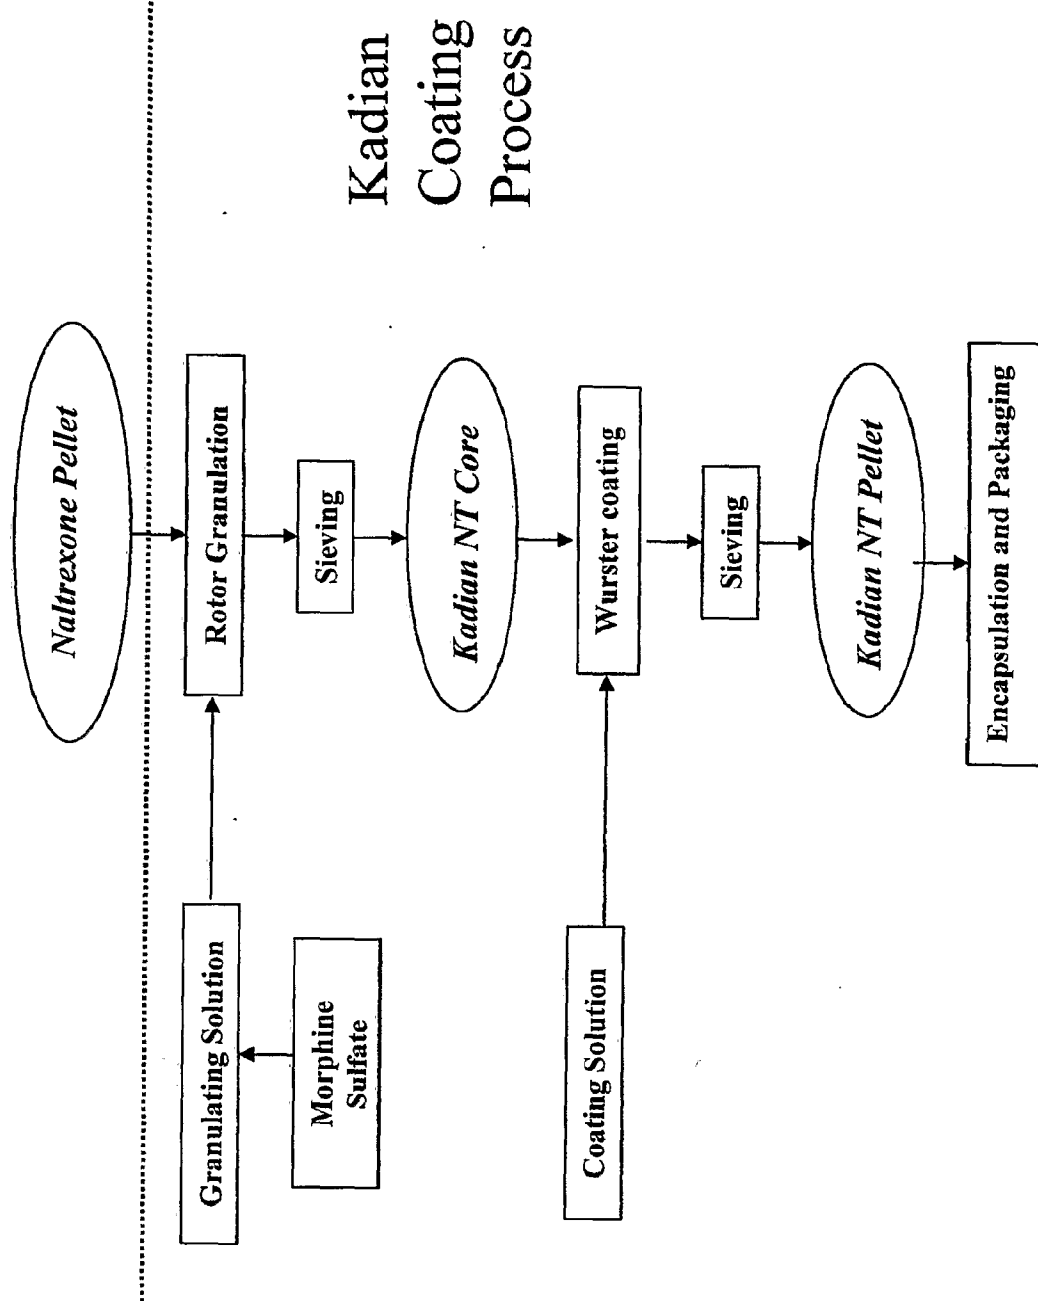 Kadian
Coating
Process
Naltrexone Pellet
Granulating Solution
Rotor Granulation
Morphine
Sulfate
Sieving
Kadian NT Core
Coating Solution
Wurster coating
Sieving
Kadian NT Pellet
Encapsulation and Packaging